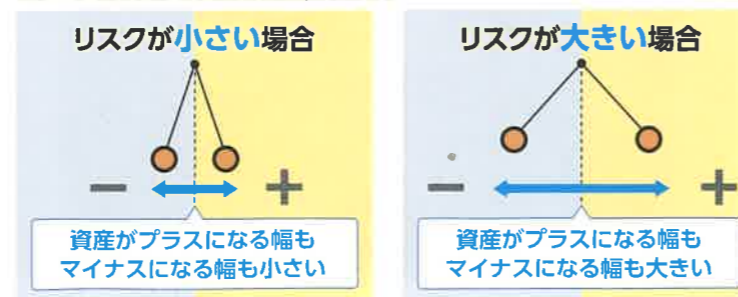 リスクが小さい場合
− +
資産がプラスになる幅も
マイナスになる幅も小さい
リスクが大きい場合
− +
資産がプラスになる幅も
マイナスになる幅も大きい